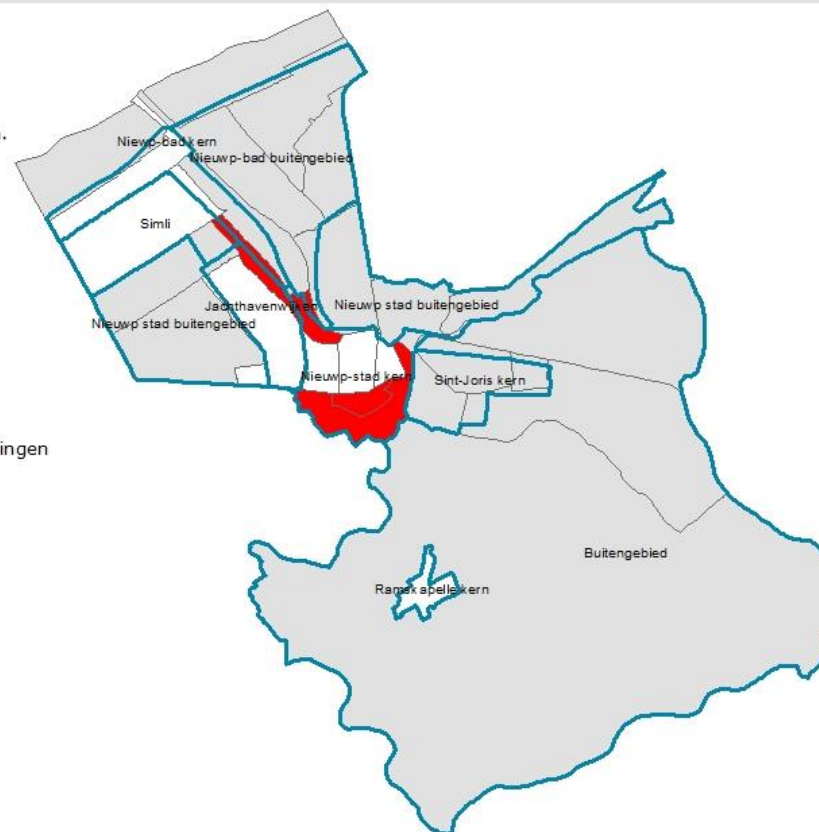 n.
Niewp-bad kern
Nieuwp-bad buitengebied
Simli
Jachthavenwijken
Nieuwp stad buitengebied
Nieuwp stad buitengebied
Nieuwp-stad kern
Sint-Joris kern
ingen
Buitengebied
Ramskapelle kern